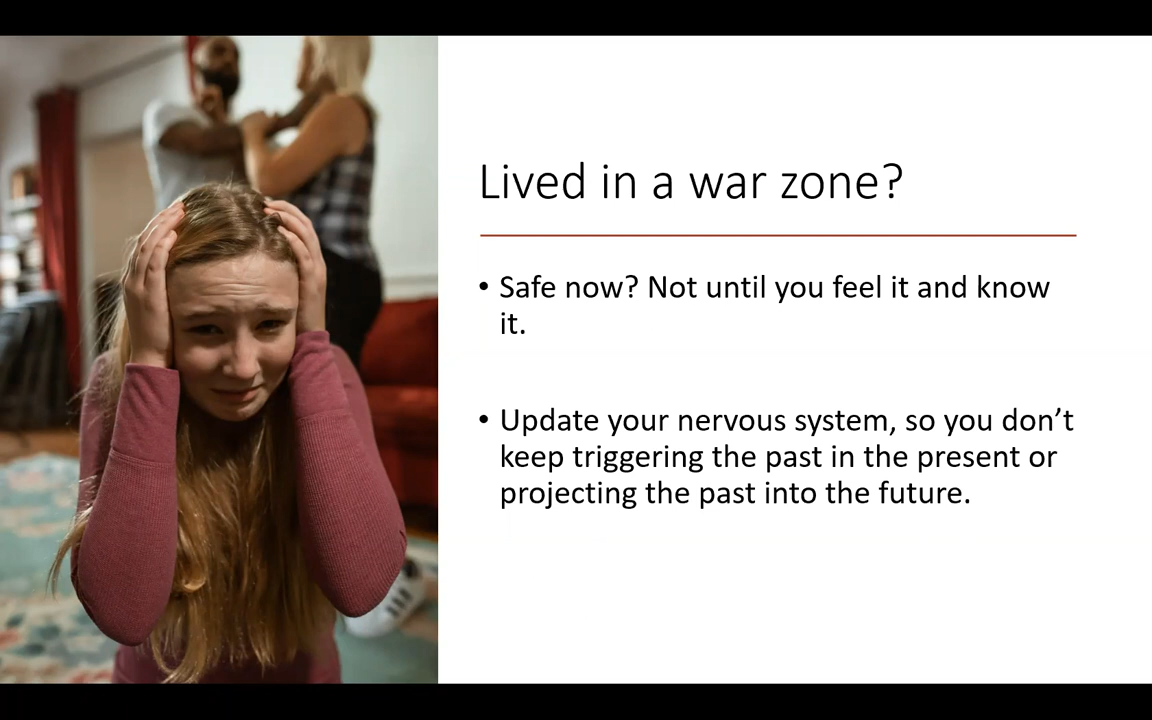 Lived in a war zone?
• Safe now? Not until you feel it and know
it.
• Update your nervous system, so you don’t
keep triggering the past in the present or
projecting the past into the future.